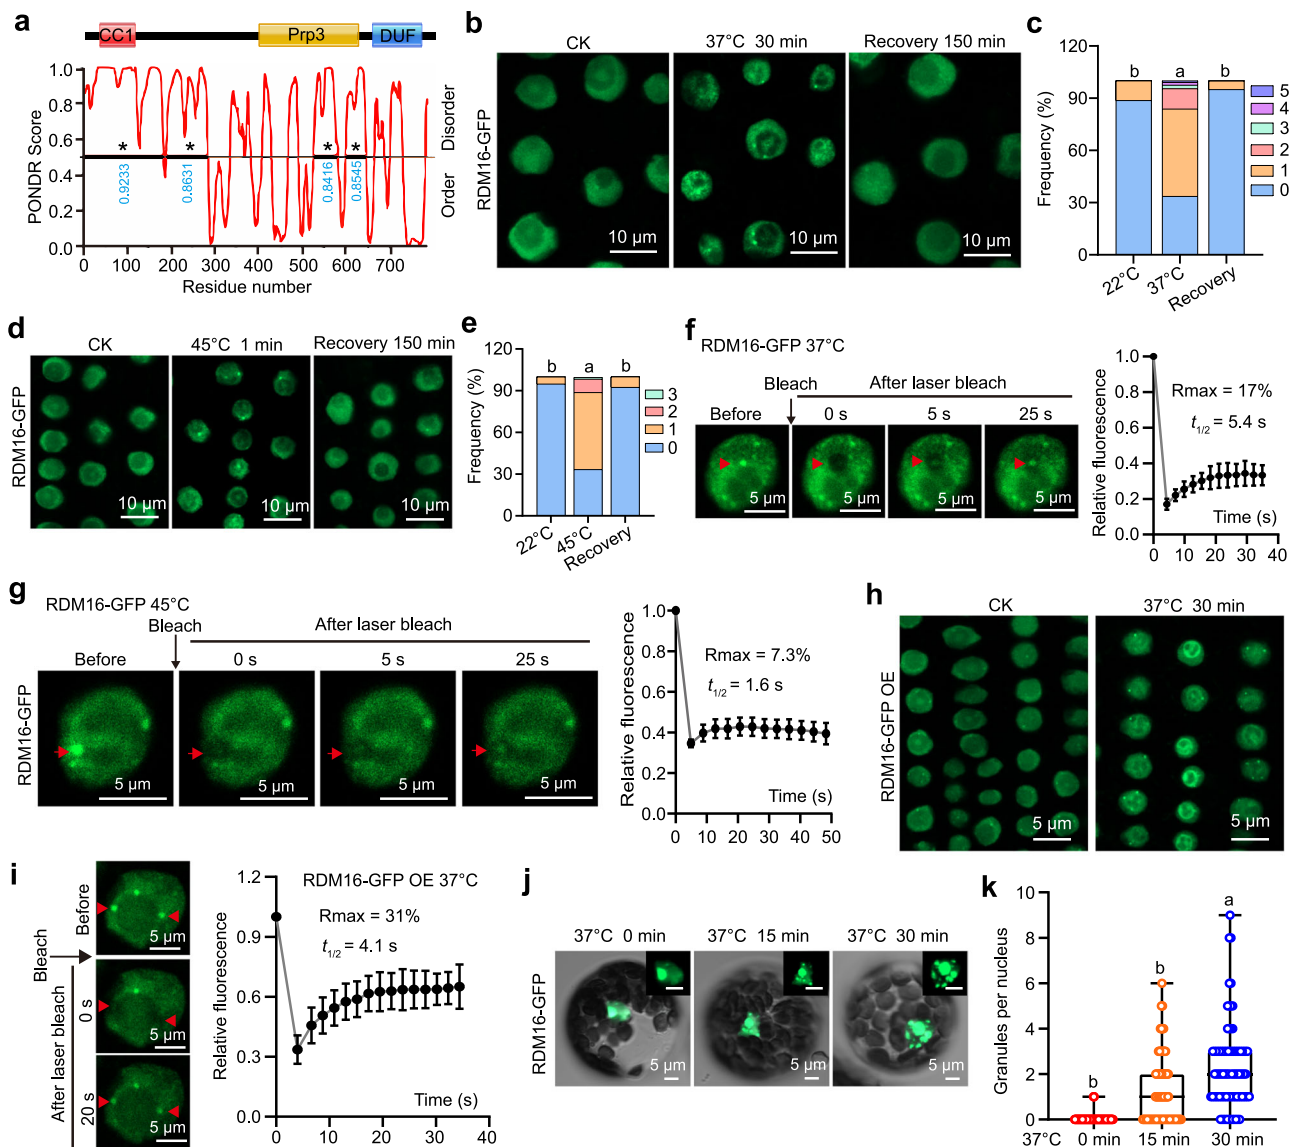 a
CC1
Prp3
DUF
PONDR Score
1.0
0.8
0.6
0.4
0.2
0.0
* * * *
0.9233
0.8631
0.8416
0.8545
Disorder
Order
0 100 200 300 400 500 600 700
Residue number
b
CK
37°C 30 min
Recovery 150 min
RDM16-GFP
10 µm
10 µm
10 µm
c
Frequency (%)
120
90
60
30
0
b a b
5
4
3
2
1
0
22°C
37°C
Recovery
d
CK
45°C 1 min
Recovery 150 min
RDM16-GFP
10 µm
10 µm
10 µm
e
Frequency (%)
120
90
60
30
0
b a b
3
2
1
0
22°C
45°C
Recovery
f
RDM16-GFP 37°C
Bleach
After laser bleach
Before
0 s
5 s
25 s
RDM16-GFP
5 µm
5 µm
5 µm
5 µm
Relative fluorescence
1.0
0.8
0.6
0.4
0.2
0.0
Rmax = 17%
t1/2 = 5.4 s
Time (s)
0 10 20 30 40
g
RDM16-GFP 45°C
Bleach
After laser bleach
Before
0 s
5 s
25 s
RDM16-GFP
5 µm
5 µm
5 µm
5 µm
Relative fluorescence
1.0
0.8
0.6
0.4
0.2
0.0
Rmax = 7.3%
t1/2 = 1.6 s
Time (s)
0 10 20 30 40 50
h
CK
37°C 30 min
RDM16-GFP OE
5 µm
5 µm
i
Before
Bleach
After laser bleach
0 s
20 s
5 µm
5 µm
5 µm
Relative fluorescence
1.2
0.9
0.6
0.3
0.0
RDM16-GFP OE 37°C
Rmax = 31%
t1/2 = 4.1 s
Time (s)
0 10 20 30 40
j
37°C 0 min
37°C 15 min
37°C 30 min
RDM16-GFP
5 µm
5 µm
5 µm
k
Granules per nucleus
10
8
6
4
2
0
b
b
a
37°C 0 min 15 min 30 min